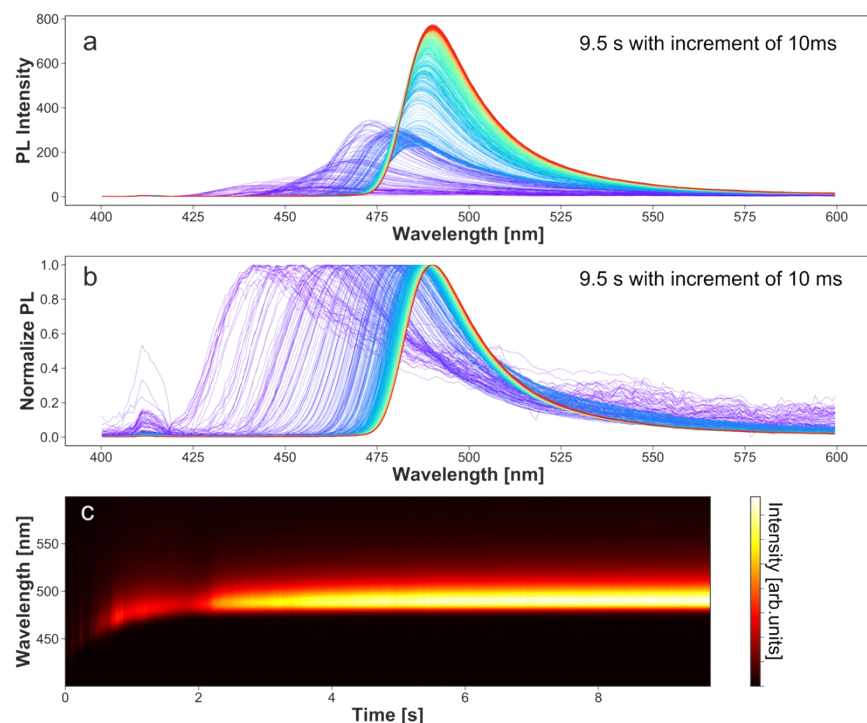 a
9.5 s with increment of 10ms
PL Intensity
800
600
400
200
0
400 425 450 475 500 525 550 575 600
Wavelength [nm]
b
9.5 s with increment of 10 ms
Normalize PL
1.0
0.8
0.6
0.4
0.2
0.0
400 425 450 475 500 525 550 575 600
Wavelength [nm]
c
Wavelength [nm]
550
500
450
0 2 4 6 8
Time [s]
Intensity [arb.units]